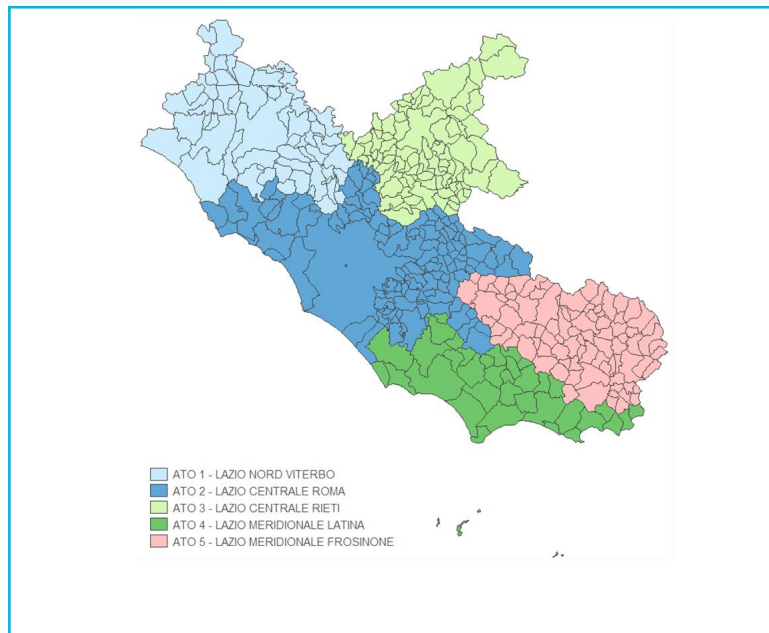 ATO 1 - LAZIO NORD VITERBO
ATO 2 - LAZIO CENTRALE ROMA
ATO 3 - LAZIO CENTRALE RIETI
ATO 4 - LAZIO MERIDIONALE LATINA
ATO 5 - LAZIO MERIDIONALE FROSINONE